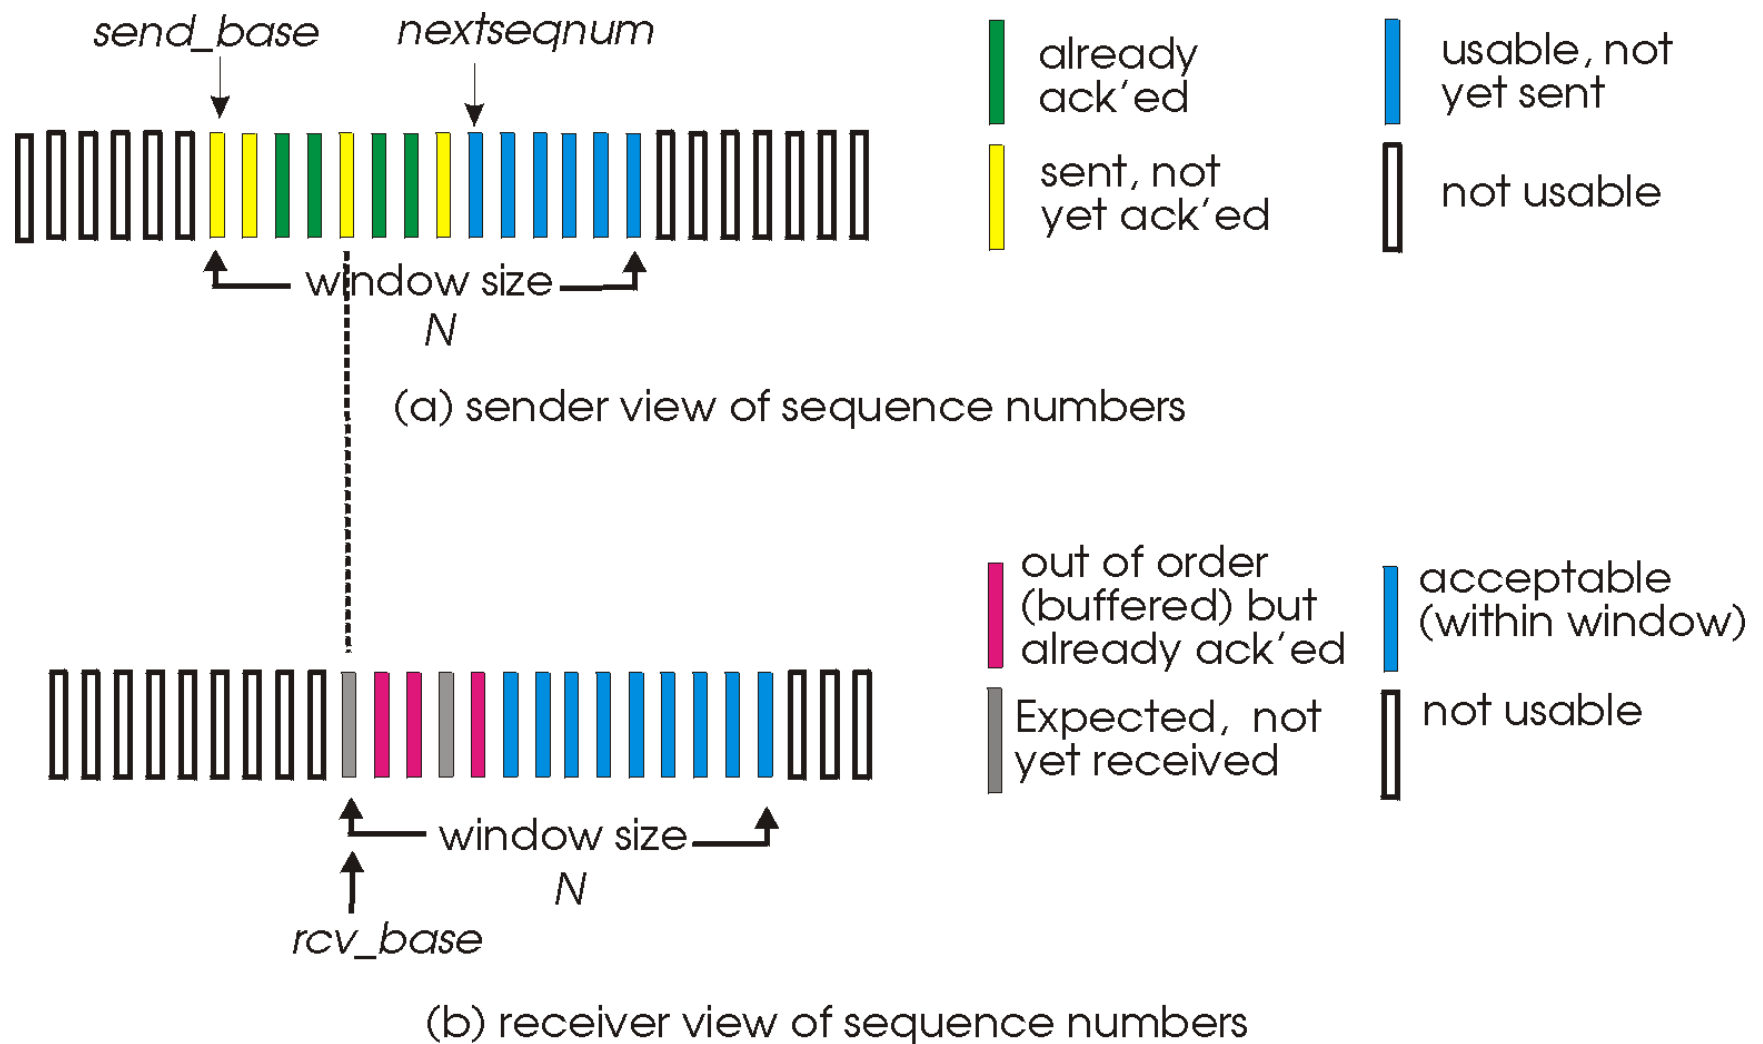 send_base
nextseqnum
already
ack'ed
usable, not
yet sent
sent, not
yet ack'ed
not usable
window size
N
(a) sender view of sequence numbers
out of order
(buffered) but
already ack'ed
acceptable
(within window)
Expected, not
yet received
not usable
window size
N
rcv_base
(b) receiver view of sequence numbers